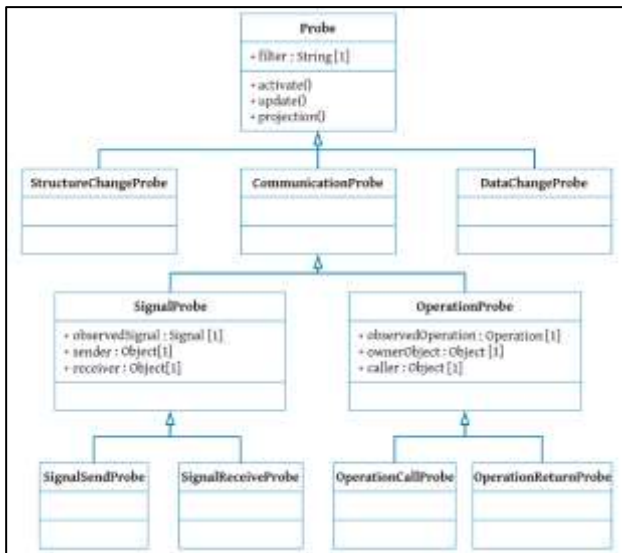 Probe
+ filter : String [1]
+ activate()
+ update()
+ projection()
StructureChangeProbe
CommunicationProbe
DataChangeProbe
SignalProbe
+ observedSignal : Signal [1]
+ sender : Object[1]
+ receiver : Object[1]
OperationProbe
+ observedOperation : Operation [1]
+ ownerObject : Object [1]
+ caller : Object [1]
SignalSendProbe
SignalReceiveProbe
OperationCallProbe
OperationReturnProbe